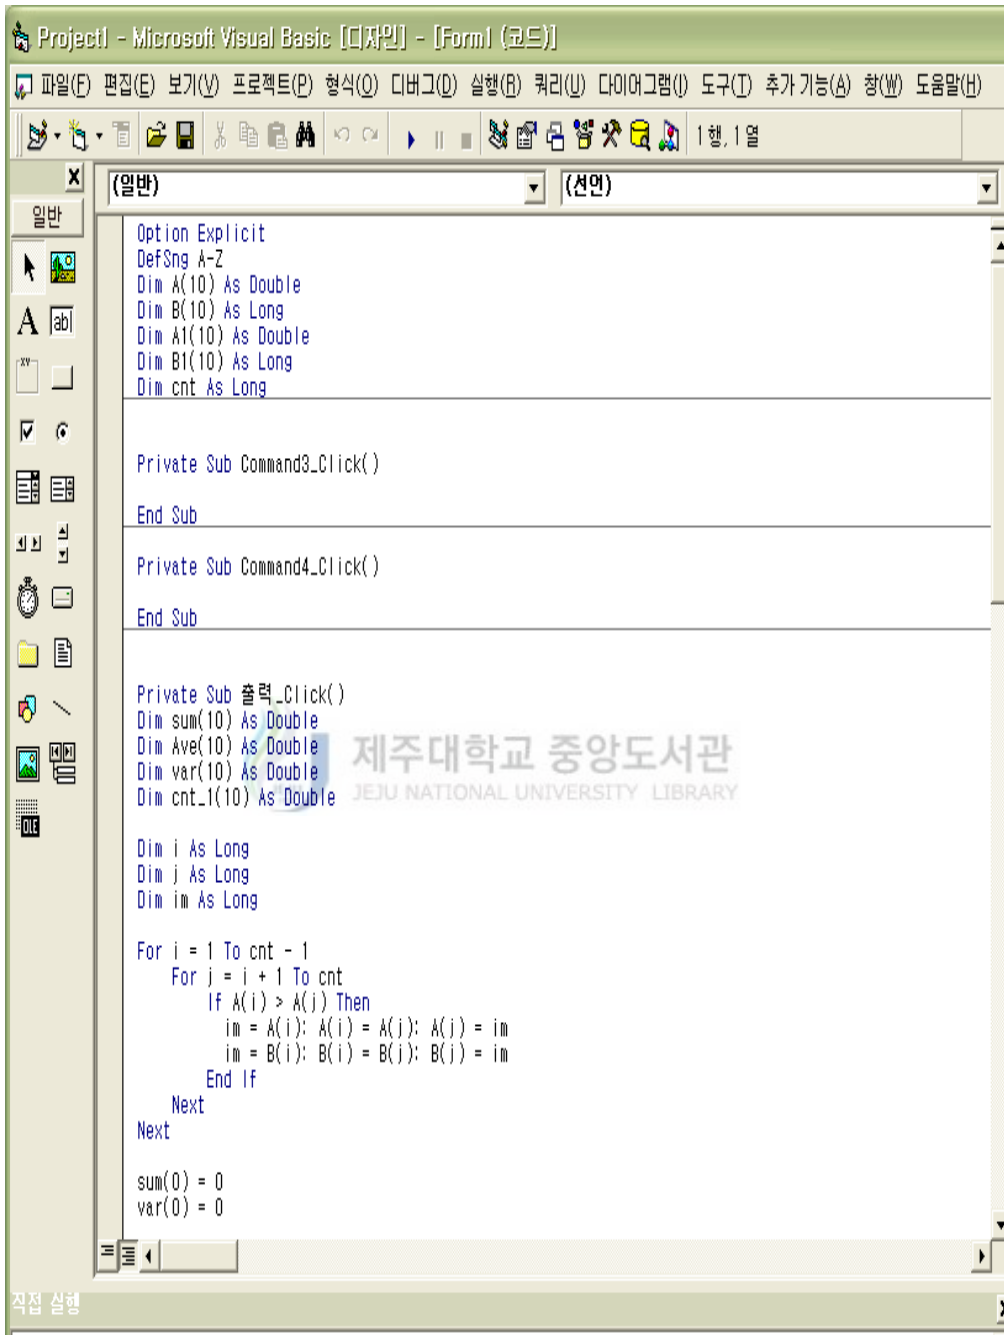 Project1 - Microsoft Visual Basic [디자인] - [Form1 (코드)]
파일(F) 편집(E) 보기(V) 프로젝트(P) 형식(O) 디버그(D) 실행(R) 쿼리(U) 다이어그램(I) 도구(T) 추가 기능(A) 창(W) 도움말(H)
1 행, 1 열
(일반) (선언)
일반
Option Explicit
DefSng A-Z
Dim A(10) As Double
Dim B(10) As Long
Dim A1(10) As Double
Dim B1(10) As Long
Dim cnt As Long
Private Sub Command3_Click()
End Sub
Private Sub Command4_Click()
End Sub
Private Sub 출력_Click()
Dim sum(10) As Double
Dim Ave(10) As Double
Dim var(10) As Double
Dim cnt_1(10) As Double
제주대학교 중앙도서관
JEJU NATIONAL UNIVERSITY LIBRARY
Dim i As Long
Dim j As Long
Dim im As Long
For i = 1 To cnt - 1
For j = i + 1 To cnt
If A(i) > A(j) Then
im = A(i): A(i) = A(j): A(j) = im
im = B(i): B(i) = B(j): B(j) = im
End If
Next
Next
sum(0) = 0
var(0) = 0
직접 실행
A
ab
xy
OLE